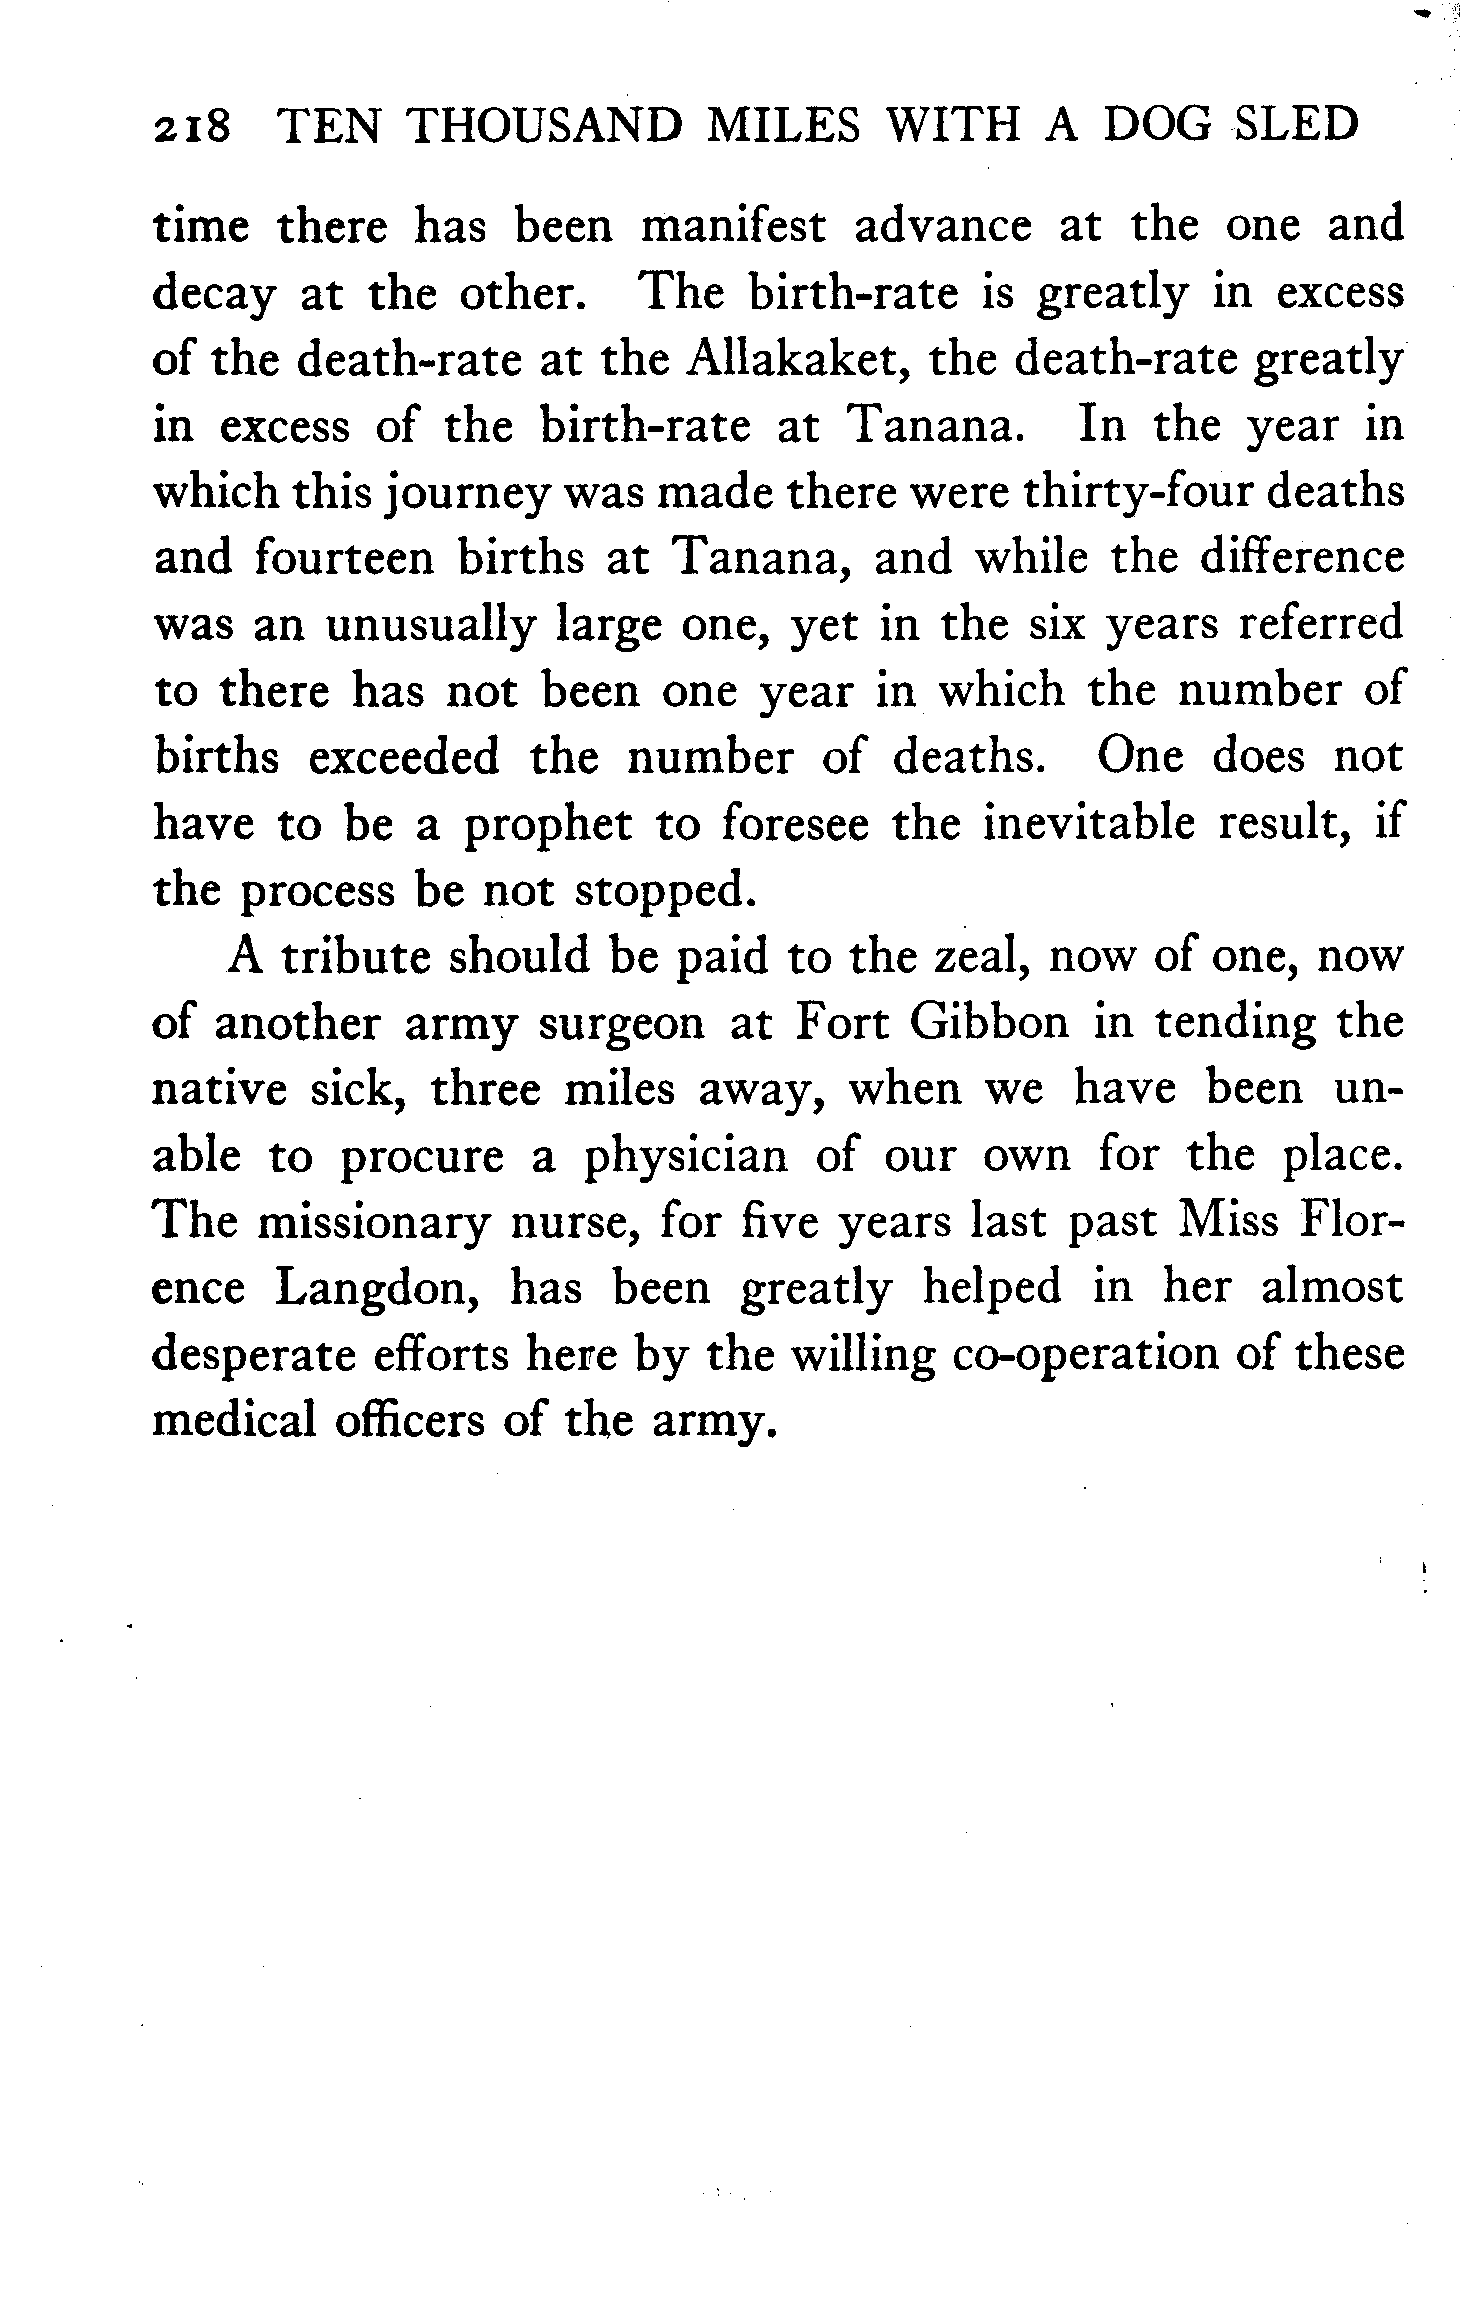 218 TEN THOUSAND MILES WITH A DOG SLED
time there has been manifest advance at the one and
decay at the other. The birth-rate is greatly in excess
of the death-rate at the Allakaket, the death-rate greatly
in excess of the birth-rate at Tanana. In the year in
which this journey was made there were thirty-four deaths
and fourteen births at Tanana, and while the difference
was an unusually large one, yet in the six years referred
to there has not been one year in which the number of
births exceeded the number of deaths. One does not
have to be a prophet to foresee the inevitable result, if
the process be not stopped.
A tribute should be paid to the zeal, now of one, now
of another army surgeon at Fort Gibbon in tending the
native sick, three miles away, when we have been un-
able to procure a physician of our own for the place.
The missionary nurse, for five years last past Miss Flor-
ence Langdon, has been greatly helped in her almost
desperate efforts here by the willing co-operation of these
medical officers of the army.